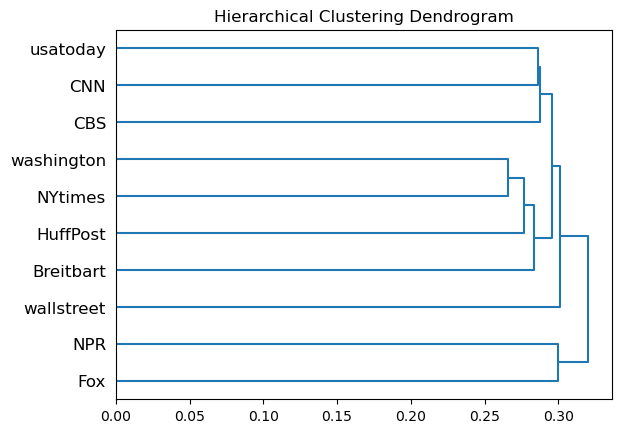 Hierarchical Clustering Dendrogram
usatoday
CNN
CBS
washington
NYtimes
HuffPost
Breitbart
wallstreet
NPR
Fox
0.00 0.05 0.10 0.15 0.20 0.25 0.30